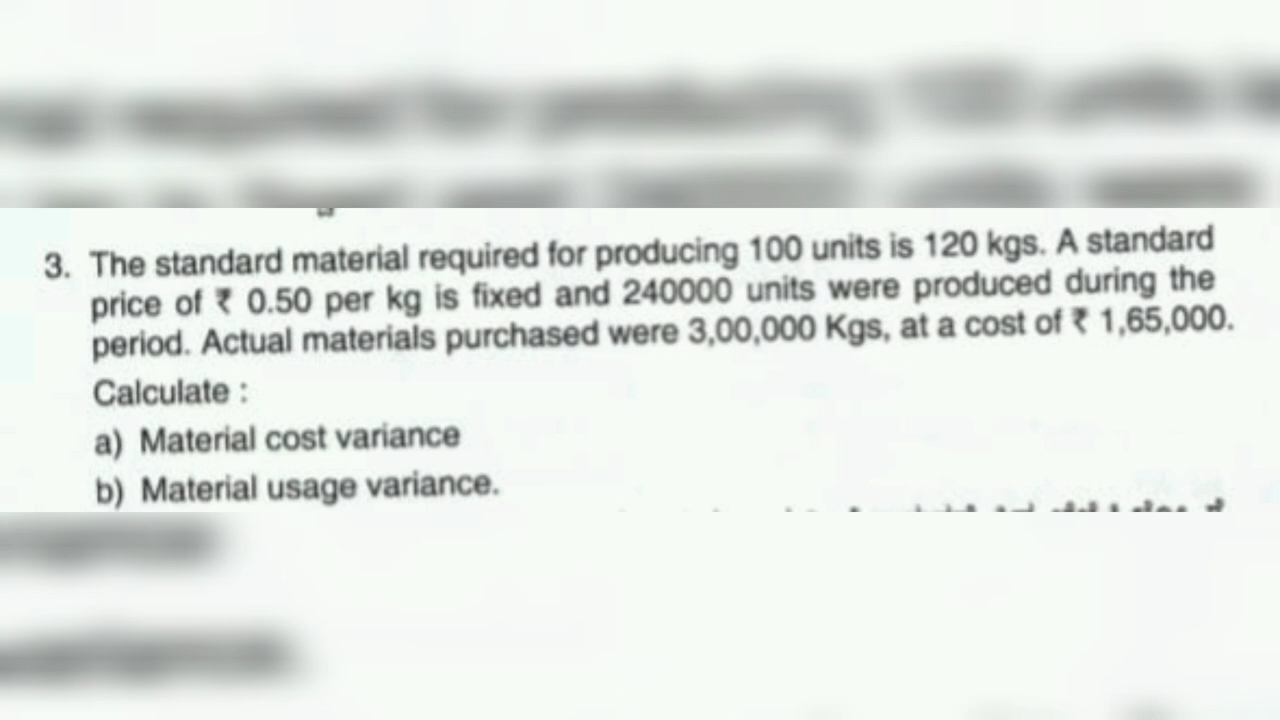 3. The standard material required for producing 100 units is 120 kgs. A standard
price of ₹ 0.50 per kg is fixed and 240000 units were produced during the
period. Actual materials purchased were 3,00,000 Kgs, at a cost of ₹ 1,65,000.
Calculate :
a) Material cost variance
b) Material usage variance.